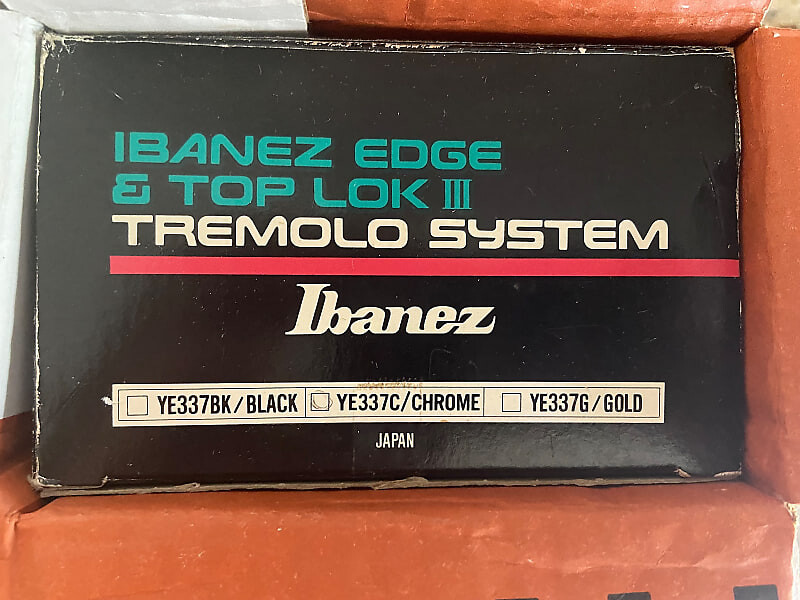 IBANEZ EDGE
& TOP LOK III
TREMOLO SYSTEM
Ibanez
YE337BK/BLACK YE337C/CHROME YE337G/GOLD
JAPAN